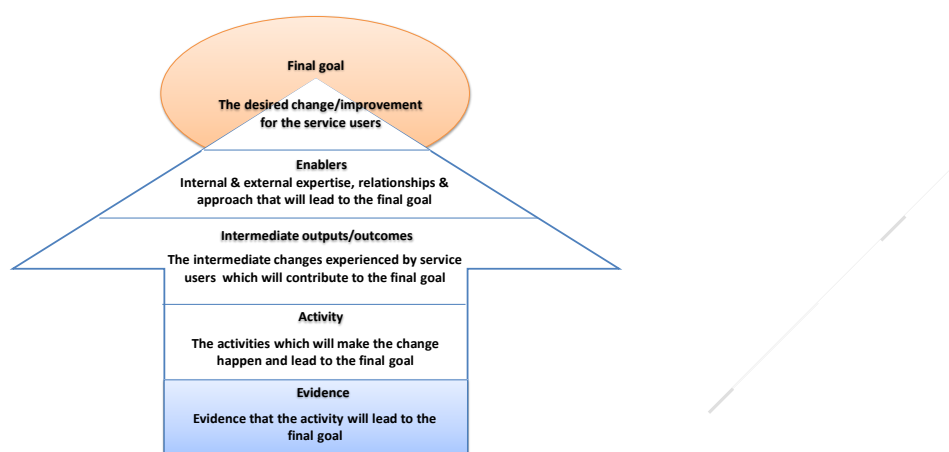 Final goal
The desired change/improvement
for the service users
Enablers
Internal & external expertise, relationships &
approach that will lead to the final goal
Intermediate outputs/outcomes
The intermediate changes experienced by service
users which will contribute to the final goal
Activity
The activities which will make the change
happen and lead to the final goal
Evidence
Evidence that the activity will lead to the
final goal